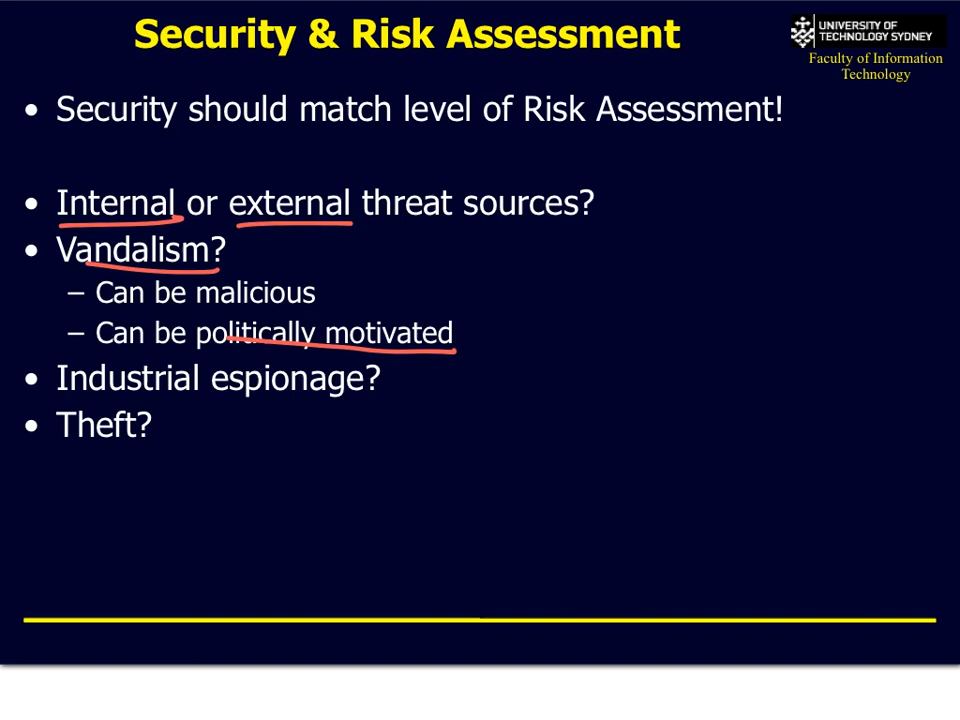 Security & Risk Assessment
UNIVERSITY OF
TECHNOLOGY SYDNEY
Faculty of Information
Technology
• Security should match level of Risk Assessment!
• Internal or external threat sources?
• Vandalism?
– Can be malicious
– Can be politically motivated
• Industrial espionage?
• Theft?